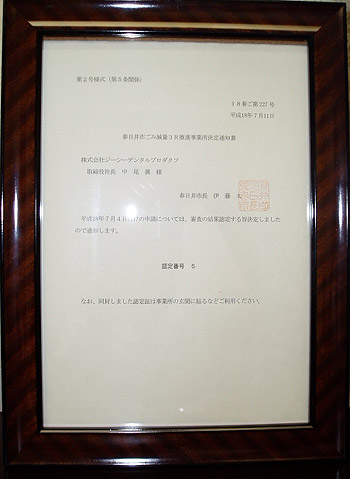 第２号様式（第５条関係）
１８春ご第227号
平成18年７月11日
春日井市ごみ減量３Ｒ推進事業所決定通知書
株式会社ジーシーデンタルプロダクツ
取締役社長　中　尾　眞　様
春日井市長　伊　藤　太
平成18年７月４日付けの申請については、審査の結果認定する旨決定しました
ので通知します。
認定番号　５
なお、同封しました認定証は事業所の玄関に貼るなどご利用ください。